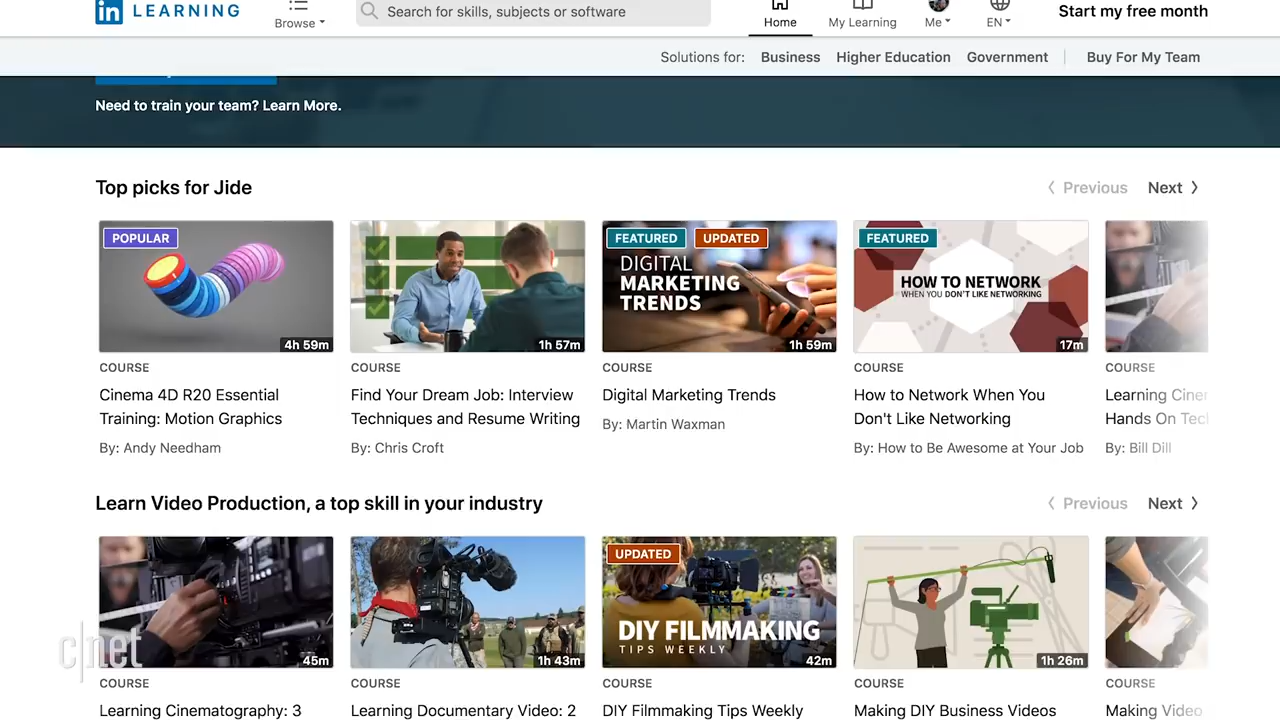 in LEARNING
Browse
Search for skills, subjects or software
Home
My Learning
Me
EN
Start my free month
Solutions for:
Business
Higher Education
Government
Buy For My Team
Need to train your team? Learn More.
Top picks for Jide
Previous
Next
POPULAR
4h 59m
COURSE
Cinema 4D R20 Essential
Training: Motion Graphics
By: Andy Needham
1h 57m
COURSE
Find Your Dream Job: Interview
Techniques and Resume Writing
By: Chris Croft
FEATURED
UPDATED
DIGITAL
MARKETING
TRENDS
1h 59m
COURSE
Digital Marketing Trends
By: Martin Waxman
FEATURED
HOW TO NETWORK
WHEN YOU DON'T LIKE NETWORKING
17m
COURSE
How to Network When You
Don't Like Networking
By: How to Be Awesome at Your Job
COURSE
Learning
Hands On
By: Bill Dill
Learn Video Production, a top skill in your industry
Previous
Next
c|net
45m
COURSE
Learning Cinematography: 3
1h 43m
COURSE
Learning Documentary Video: 2
UPDATED
DIY FILMMAKING
TIPS WEEKLY
42m
COURSE
DIY Filmmaking Tips Weekly
1h 26m
COURSE
Making DIY Business Videos
COURSE
Making Video